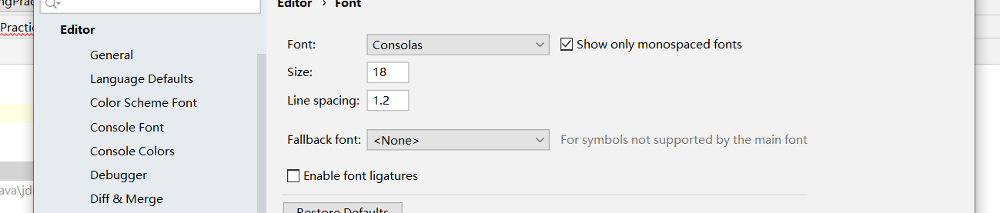 Editor › Font
Editor
General
Language Defaults
Color Scheme Font
Console Font
Console Colors
Debugger
Diff & Merge
Font: Consolas Show only monospaced fonts
Size: 18
Line spacing: 1.2
Fallback font: <None> For symbols not supported by the main font
Enable font ligatures
Restore Defaults
Practic
ava\jd